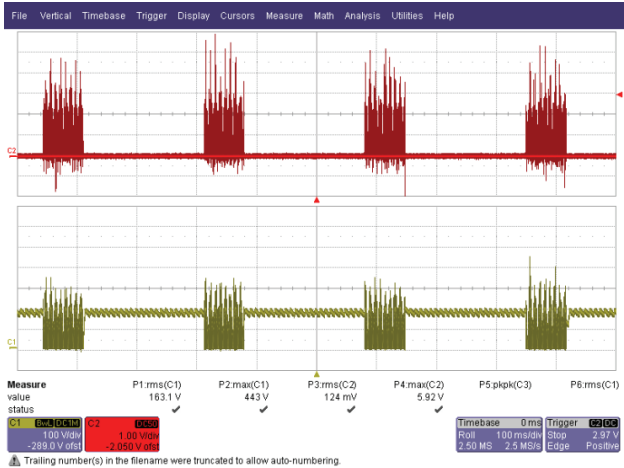 File Vertical Timebase Trigger Display Cursors Measure Math Analysis Utilities Help
C2
C1
Measure P1:rms(C1) P2:max(C1) P3:rms(C2) P4:max(C2) P5:pkpk(C3) P6:rms(C1)
value 163.1 V 443 V 124 mV 5.92 V
status
C1 BwL DC1M C2 DC50 Timebase 0 ms Trigger C2 DC
100 V/div 1.00 V/div Roll 100 ms/div Stop 2.97 V
-289.0 V ofst -2.050 V ofst 2.50 MS 2.5 MS/s Edge Positive
Trailing number(s) in the filename were truncated to allow auto-numbering.